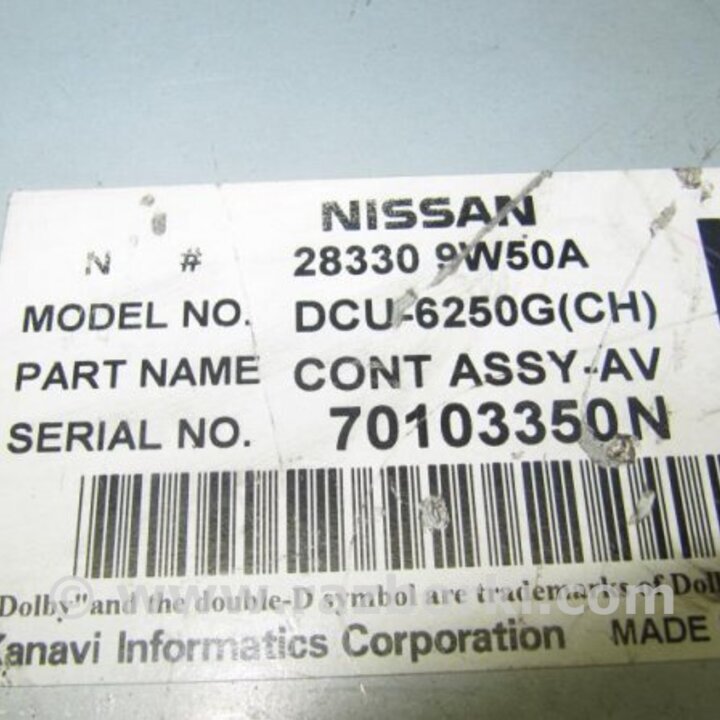 NISSAN
N # 28330 9W50A
MODEL NO. DCU-6250G(CH)
PART NAME CONT ASSY-AV
SERIAL NO. 70103350N
Dolby" and the double-D symbol are trademarks of Dol
Xanavi Informatics Corporation MADE